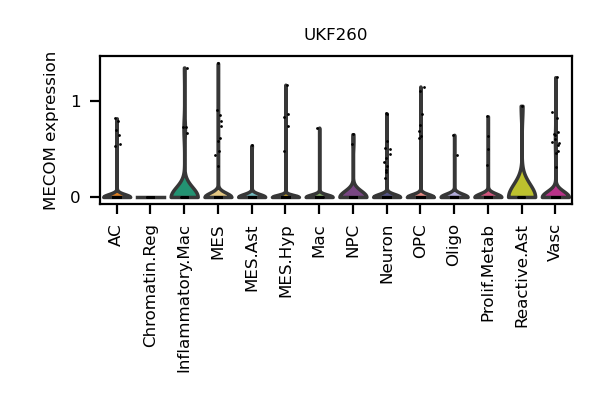 UKF260
MECOM expression
1
0
AC
Chromatin.Reg
Inflammatory.Mac
MES
MES.Ast
MES.Hyp
Mac
NPC
Neuron
OPC
Oligo
Prolif.Metab
Reactive.Ast
Vasc